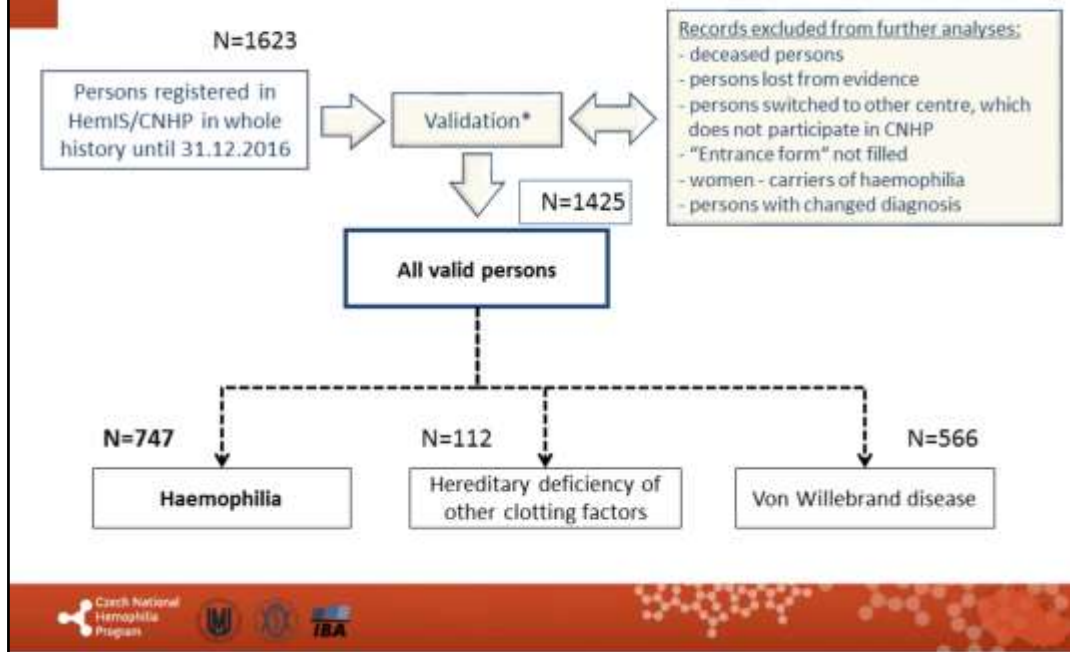 N=1623
Persons registered in
HemIS/CNHP in whole
history until 31.12.2016
Validation*
Records excluded from further analyses:
- deceased persons
- persons lost from evidence
- persons switched to other centre, which
does not participate in CNHP
- “Entrance form” not filled
- women - carriers of haemophilia
- persons with changed diagnosis
N=1425
All valid persons
N=747
Haemophilia
N=112
Hereditary deficiency of
other clotting factors
N=566
Von Willebrand disease
Czech National
Hemophilia
Program
IBA